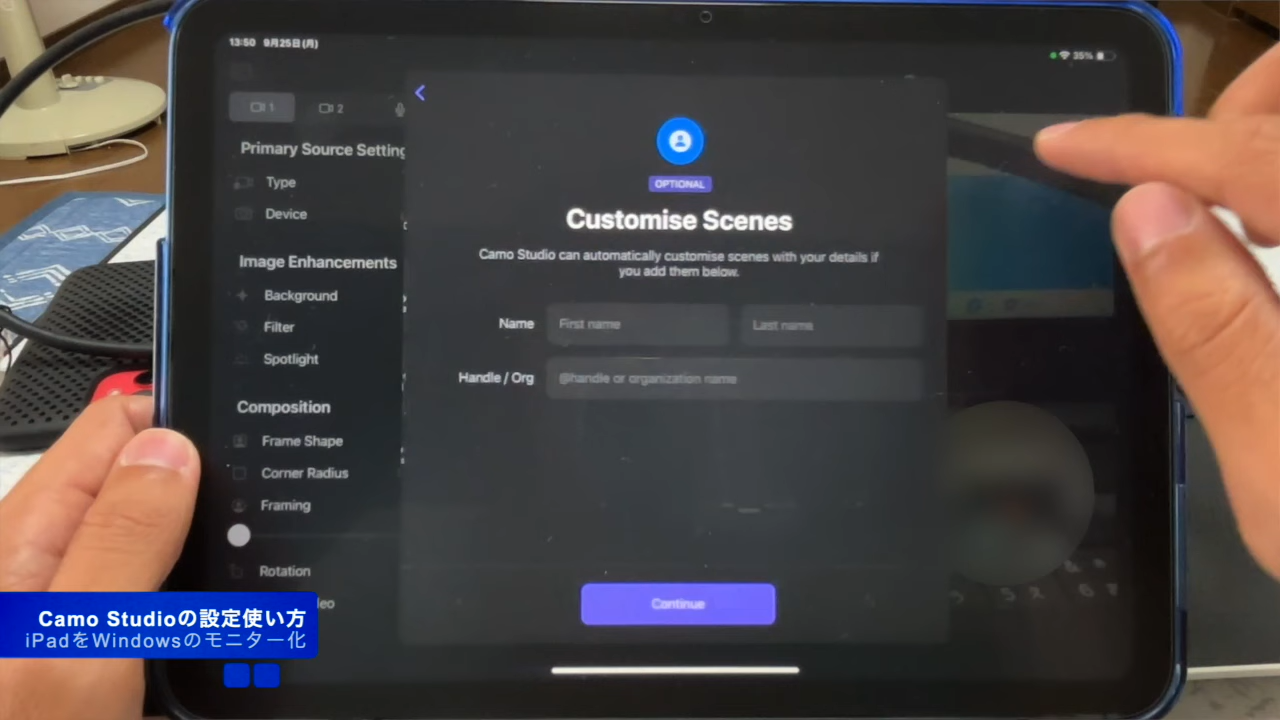 13:50 9月25日(月)
35%
1
2
Primary Source Setting
Type
Device
Image Enhancements
Background
Filter
Spotlight
Composition
Frame Shape
Corner Radius
Framing
Rotation
OPTIONAL
Customise Scenes
Camo Studio can automatically customise scenes with your details if
you add them below.
Name First name Last name
Handle / Org @handle or organization name
Continue
Camo Studioの設定使い方
iPadをWindowsのモニター化